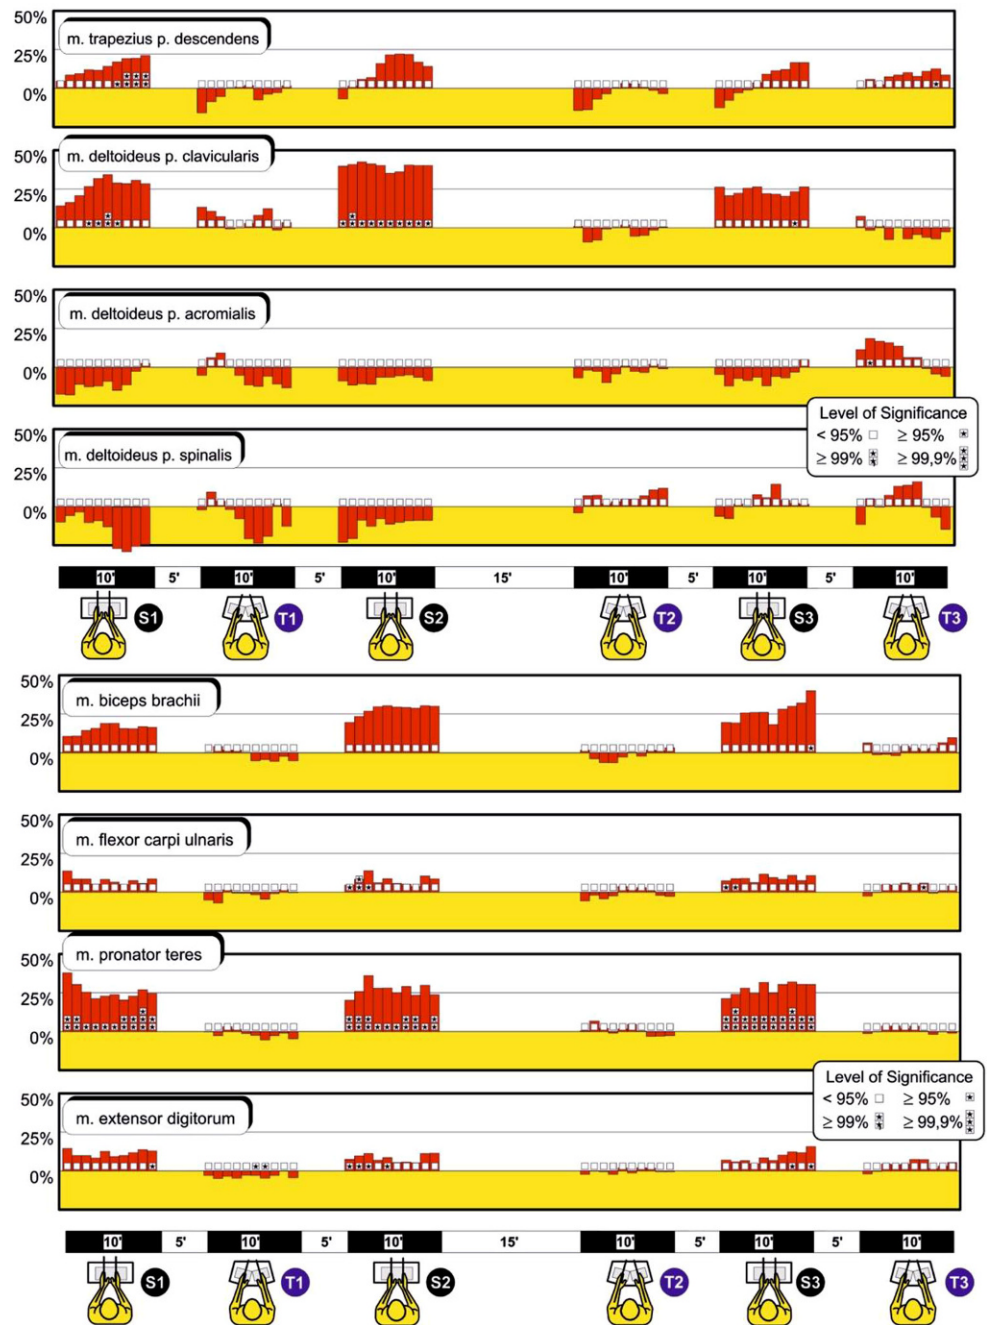 50%
m. trapezius p. descendens
25%
0%
50%
m. deltoideus p. clavicularis
25%
0%
50%
m. deltoideus p. acromialis
25%
0%
Level of Significance
< 95% ≥ 95%
≥ 99% ≥ 99,9%
50%
m. deltoideus p. spinalis
25%
0%
10' 5' 10' 5' 10' 15' 10' 5' 10' 5' 10'
S1 T1 S2 T2 S3 T3
50%
m. biceps brachii
25%
0%
50%
m. flexor carpi ulnaris
25%
0%
50%
m. pronator teres
25%
0%
Level of Significance
< 95% ≥ 95%
≥ 99% ≥ 99,9%
50%
m. extensor digitorum
25%
0%
10' 5' 10' 5' 10' 15' 10' 5' 10' 5' 10'
S1 T1 S2 T2 S3 T3